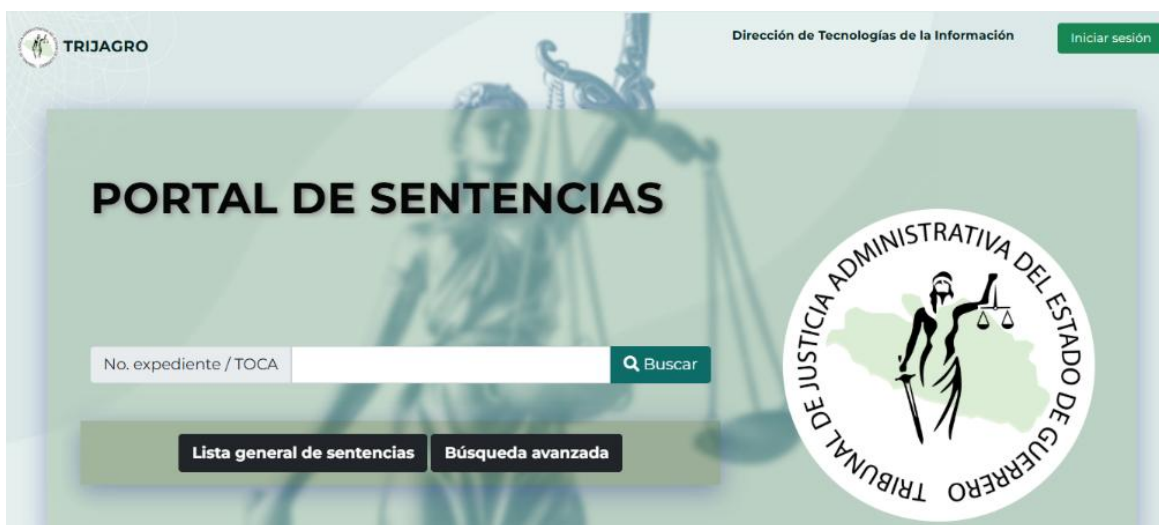 TRIJAGRO
Dirección de Tecnologías de la Información
Iniciar sesión
PORTAL DE SENTENCIAS
No. expediente / TOCA
Buscar
Lista general de sentencias
Búsqueda avanzada
TRIBUNAL DE JUSTICIA ADMINISTRATIVA DEL ESTADO DE GUERRERO